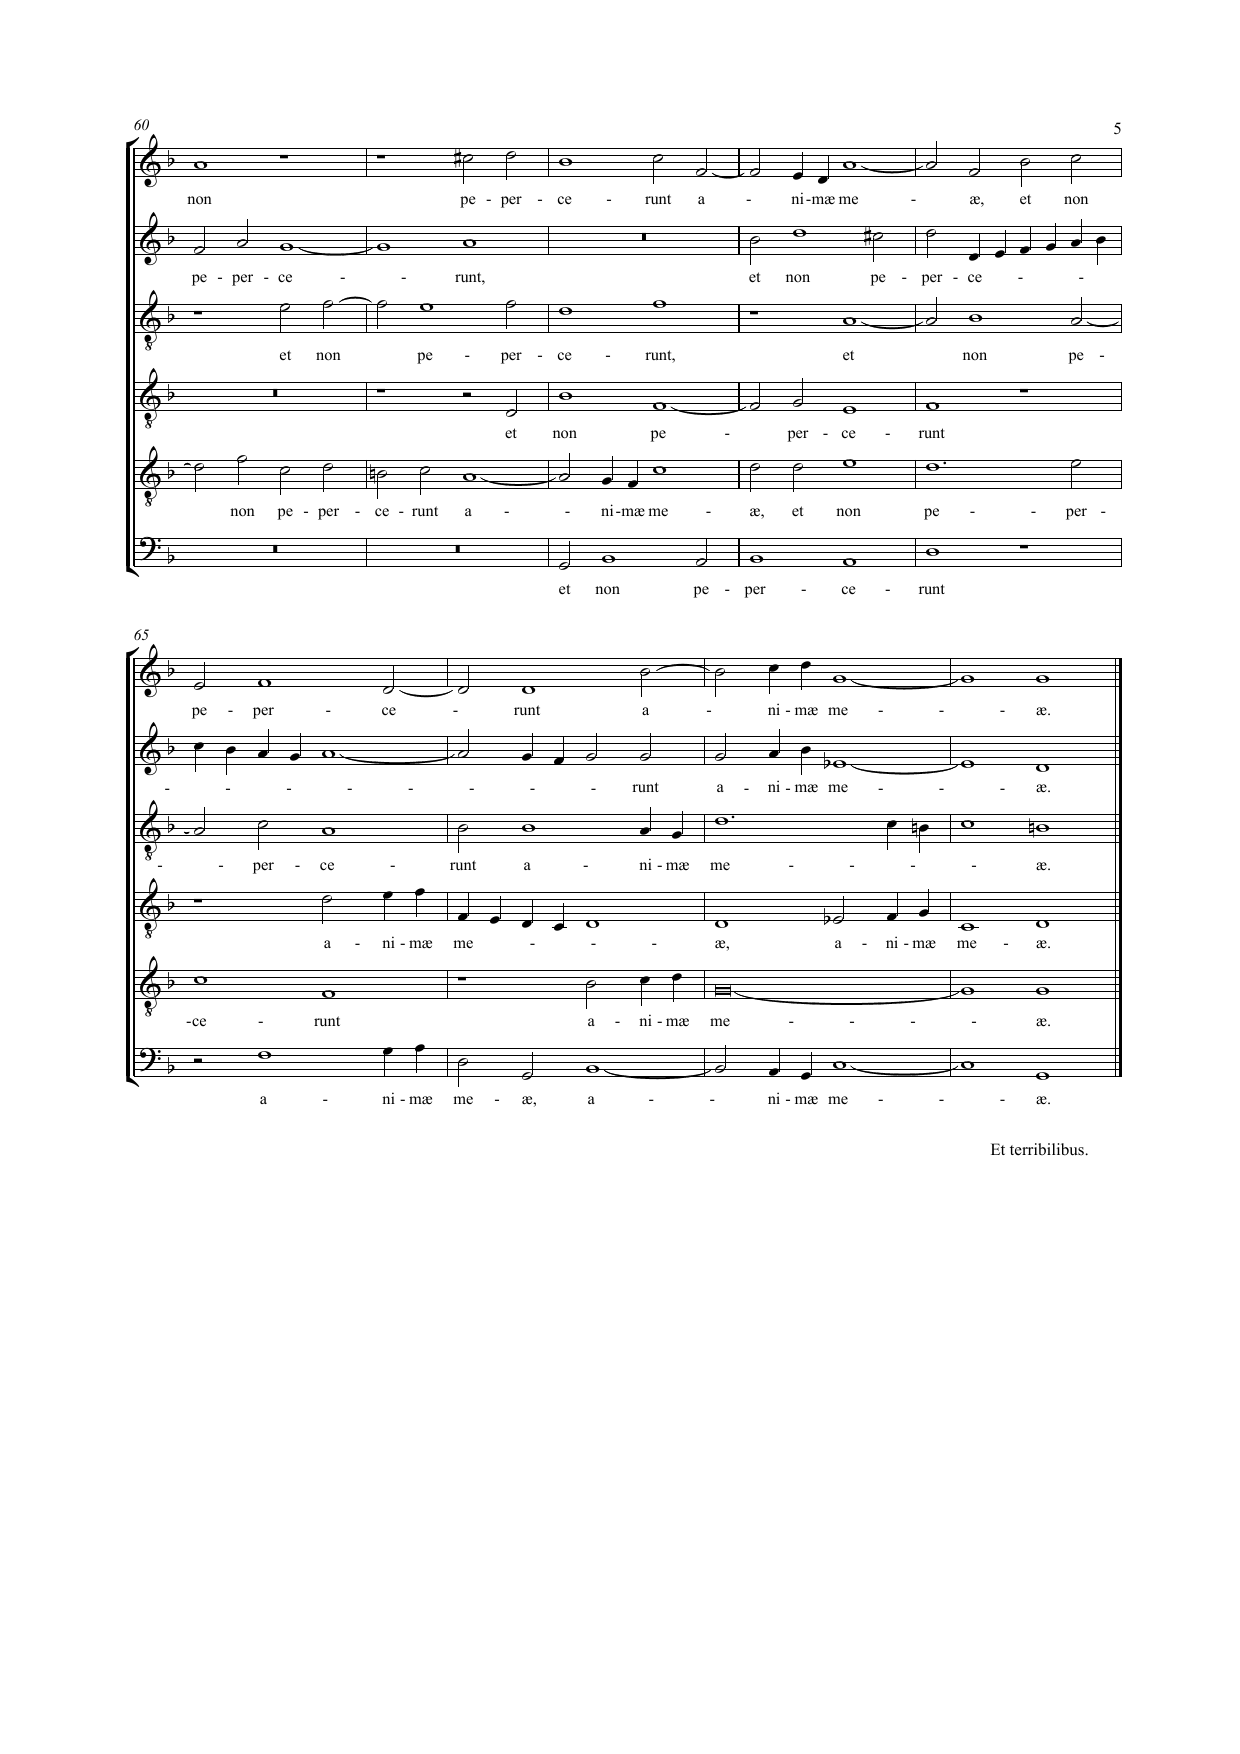 60
5
non pe - per - ce - runt a - ni-mæ me - æ, et non
pe - per - ce - - runt, et non pe - per - ce - - -
et non pe - per - ce - runt, et non pe -
et non pe - per - ce - runt
non pe - per - ce - runt a - - ni-mæ me - æ, et non pe - - per -
et non pe - per - ce - runt
65
pe - per - ce - runt a - ni - mæ me - - æ.
- - - - - - - - runt a - ni - mæ me - - æ.
- - per - ce - runt a - ni - mæ me - - - - æ.
a - ni - mæ me - - - æ, a - ni - mæ me - æ.
-ce - runt a - ni - mæ me - - - - æ.
a - ni - mæ me - æ, a - - ni - mæ me - - æ.
Et terribilibus.